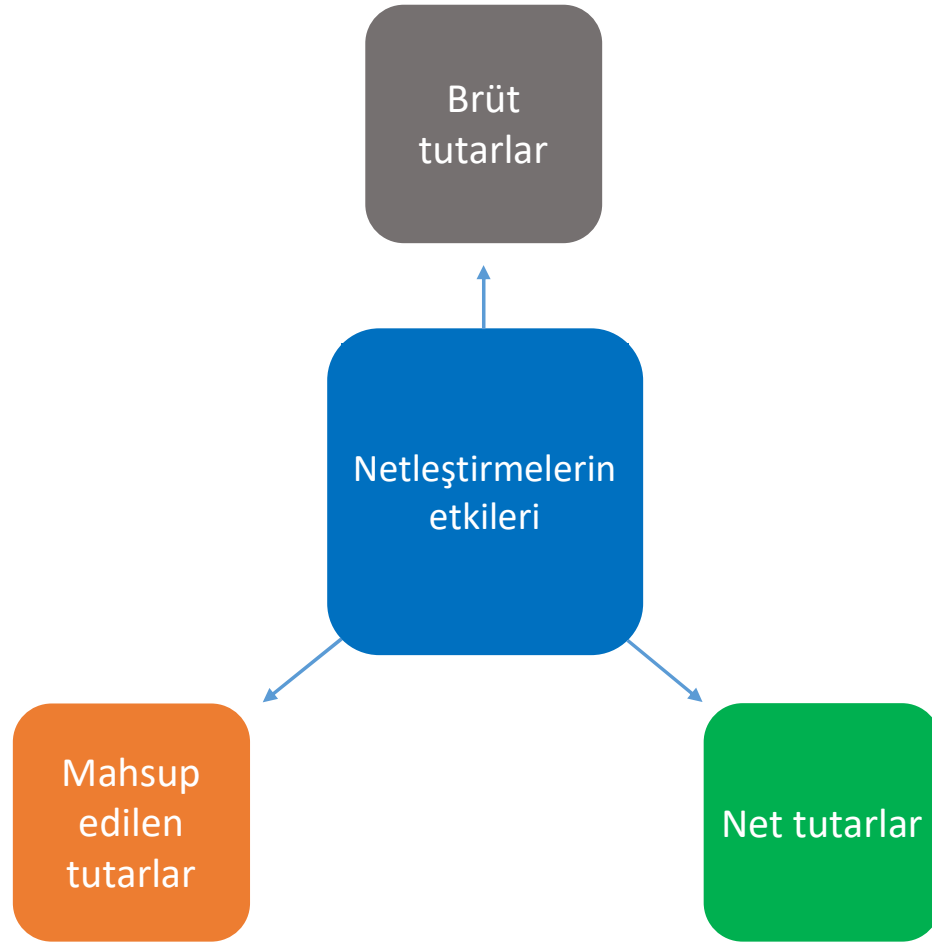 Brüt
tutarlar
Netleştirmelerin
etkileri
Mahsup
edilen
tutarlar
Net tutarlar